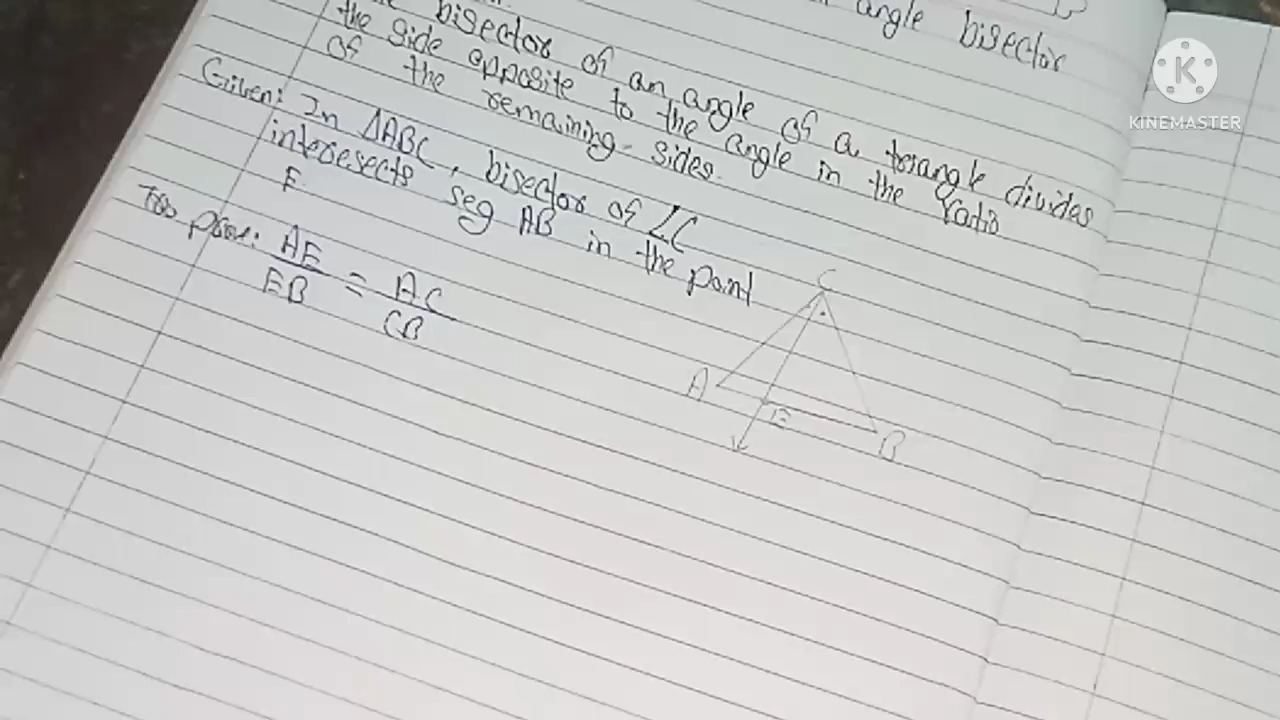 angle bisector
bisector of an angle of a triangle divides
the side opposite to the angle in the ratio
of the remaining sides.
Given: In ΔABC, bisector of ∠C
intersects seg AB in the point
E.
To prove: AE/EB = AC/CB
C
A
E
B
K
KINEMASTER